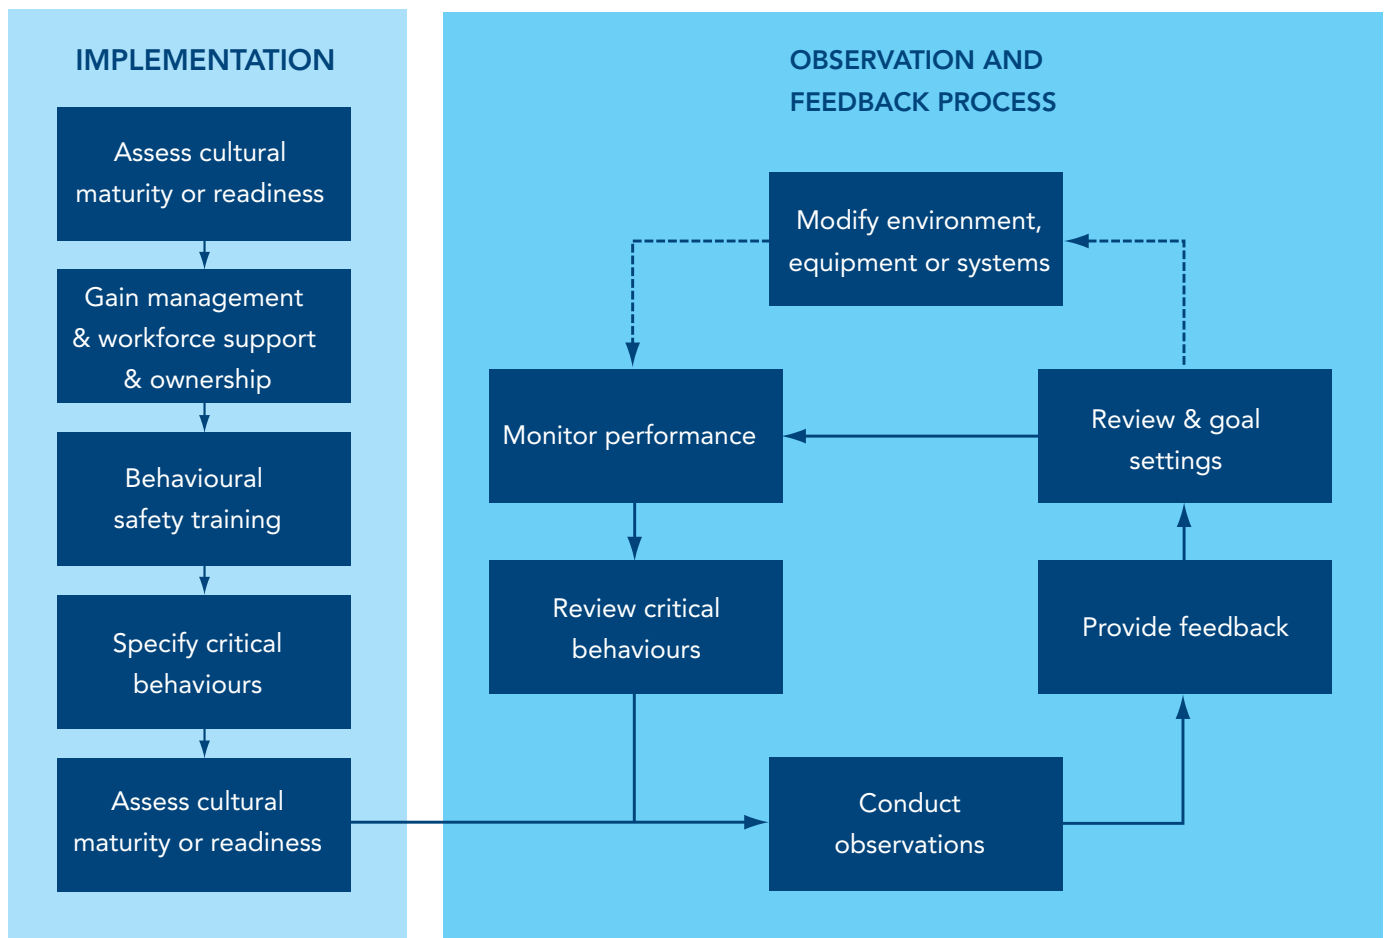 IMPLEMENTATION
Assess cultural
maturity or readiness
Gain management
& workforce support
& ownership
Behavioural
safety training
Specify critical
behaviours
Assess cultural
maturity or readiness
OBSERVATION AND
FEEDBACK PROCESS
Modify environment,
equipment or systems
Monitor performance
Review & goal
settings
Review critical
behaviours
Provide feedback
Conduct
observations